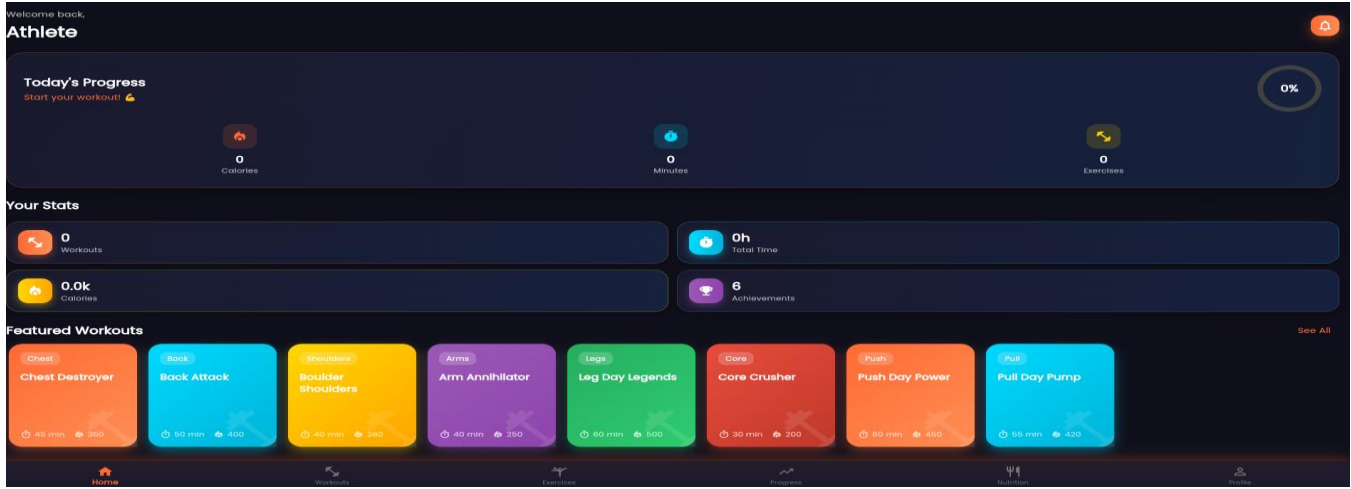 Welcome back,
Athlete
Today's Progress
Start your workout! 💪
0%
0
Calories
0
Minutes
0
Exercises
Your Stats
0
Workouts
0h
Total Time
0.0k
Calories
6
Achievements
Featured Workouts
See All
Chest
Chest Destroyer
45 min 350
Back
Back Attack
50 min 400
Shoulders
Boulder
Shoulders
40 min 280
Arms
Arm Annihilator
40 min 250
Legs
Leg Day Legends
60 min 500
Core
Core Crusher
30 min 200
Push
Push Day Power
60 min 450
Pull
Pull Day Pump
55 min 420
Home
Workouts
Exercises
Progress
Nutrition
Profile